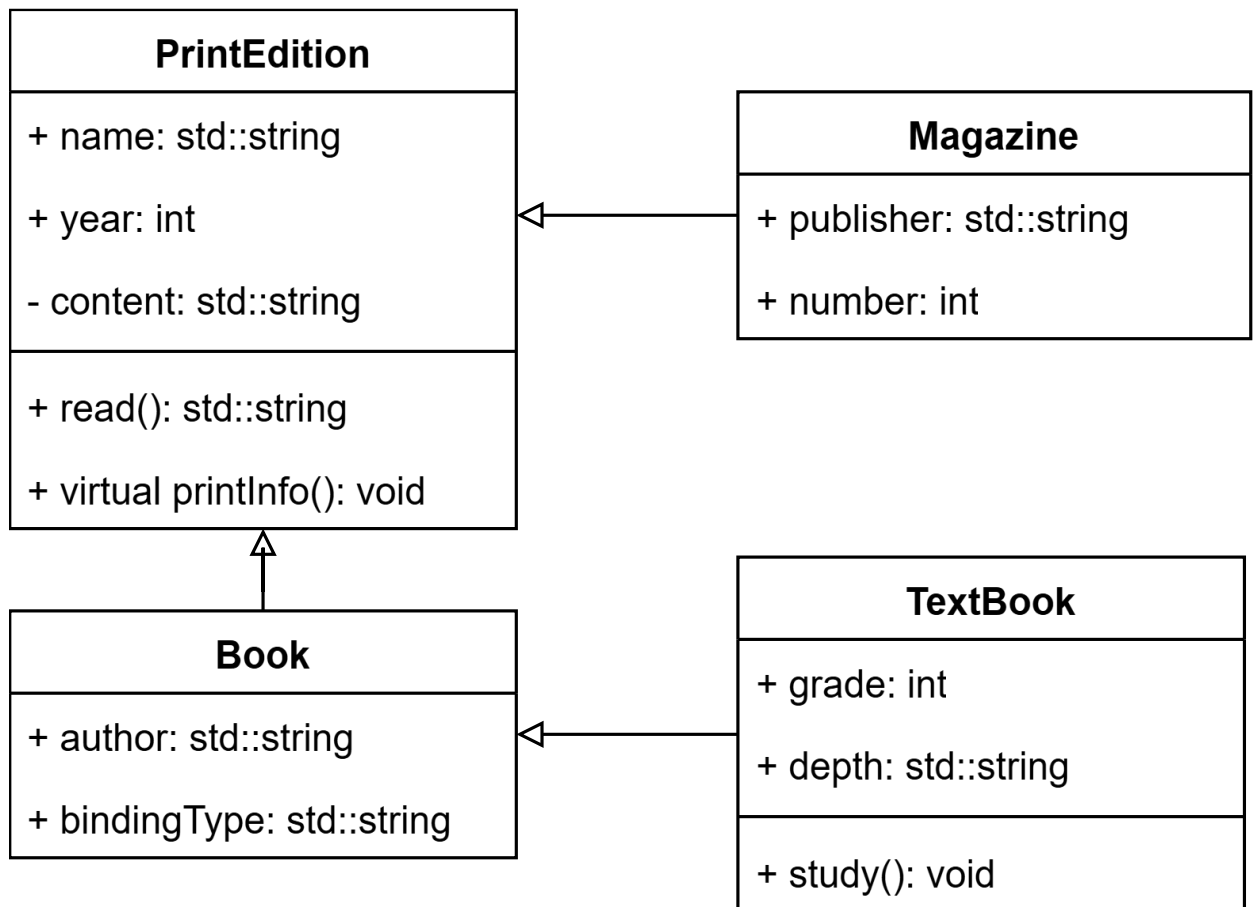 PrintEdition
+ name: std::string
+ year: int
- content: std::string
+ read(): std::string
+ virtual printInfo(): void
Magazine
+ publisher: std::string
+ number: int
Book
+ author: std::string
+ bindingType: std::string
TextBook
+ grade: int
+ depth: std::string
+ study(): void